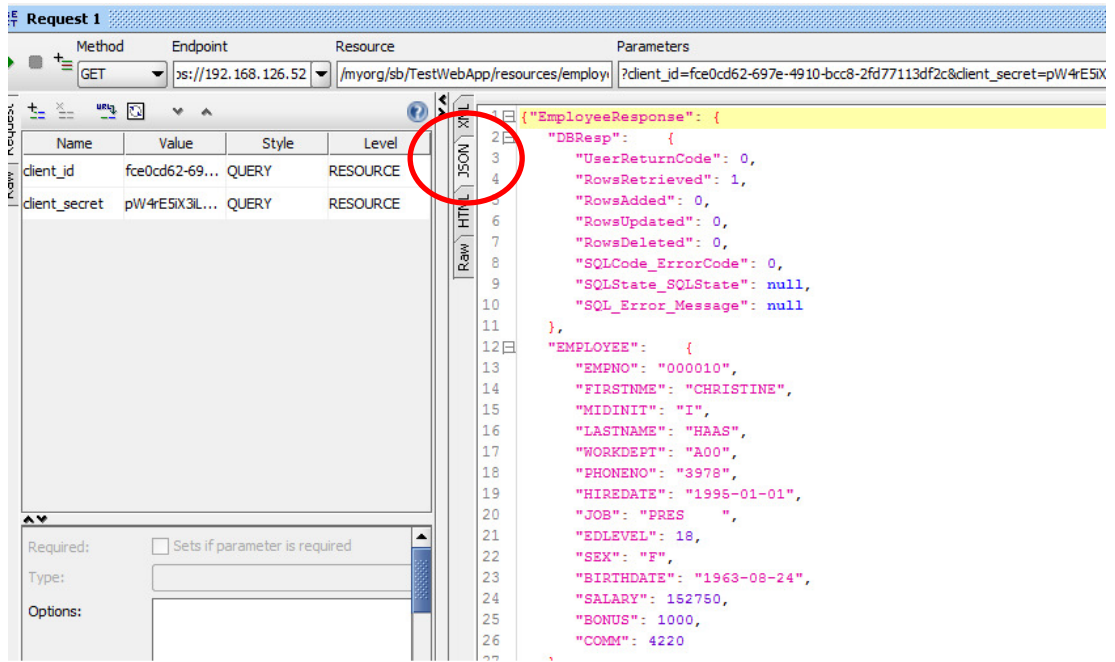 Request 1
Method Endpoint Resource Parameters
GET ps://192.168.126.52 /myorg/sb/TestWebApp/resources/employ ?client_id=fce0cd62-697e-4910-bcc8-2fd77113df2c&client_secret=pW4rE5iX
Request
Raw
Name Value Style Level
client_id fce0cd62-69... QUERY RESOURCE
client_secret pW4rE5iX3iL... QUERY RESOURCE
Required: Sets if parameter is required
Type:
Options:
XML
JSON
HTML
Raw
1 {"EmployeeResponse": {
2 "DBResp": {
3 "UserReturnCode": 0,
4 "RowsRetrieved": 1,
5 "RowsAdded": 0,
6 "RowsUpdated": 0,
7 "RowsDeleted": 0,
8 "SQLCode_ErrorCode": 0,
9 "SQLState_SQLState": null,
10 "SQL_Error_Message": null
11 },
12 "EMPLOYEE": {
13 "EMPNO": "000010",
14 "FIRSTNME": "CHRISTINE",
15 "MIDINIT": "I",
16 "LASTNAME": "HAAS",
17 "WORKDEPT": "A00",
18 "PHONENO": "3978",
19 "HIREDATE": "1995-01-01",
20 "JOB": "PRES    ",
21 "EDLEVEL": 18,
22 "SEX": "F",
23 "BIRTHDATE": "1963-08-24",
24 "SALARY": 152750,
25 "BONUS": 1000,
26 "COMM": 4220
27 }